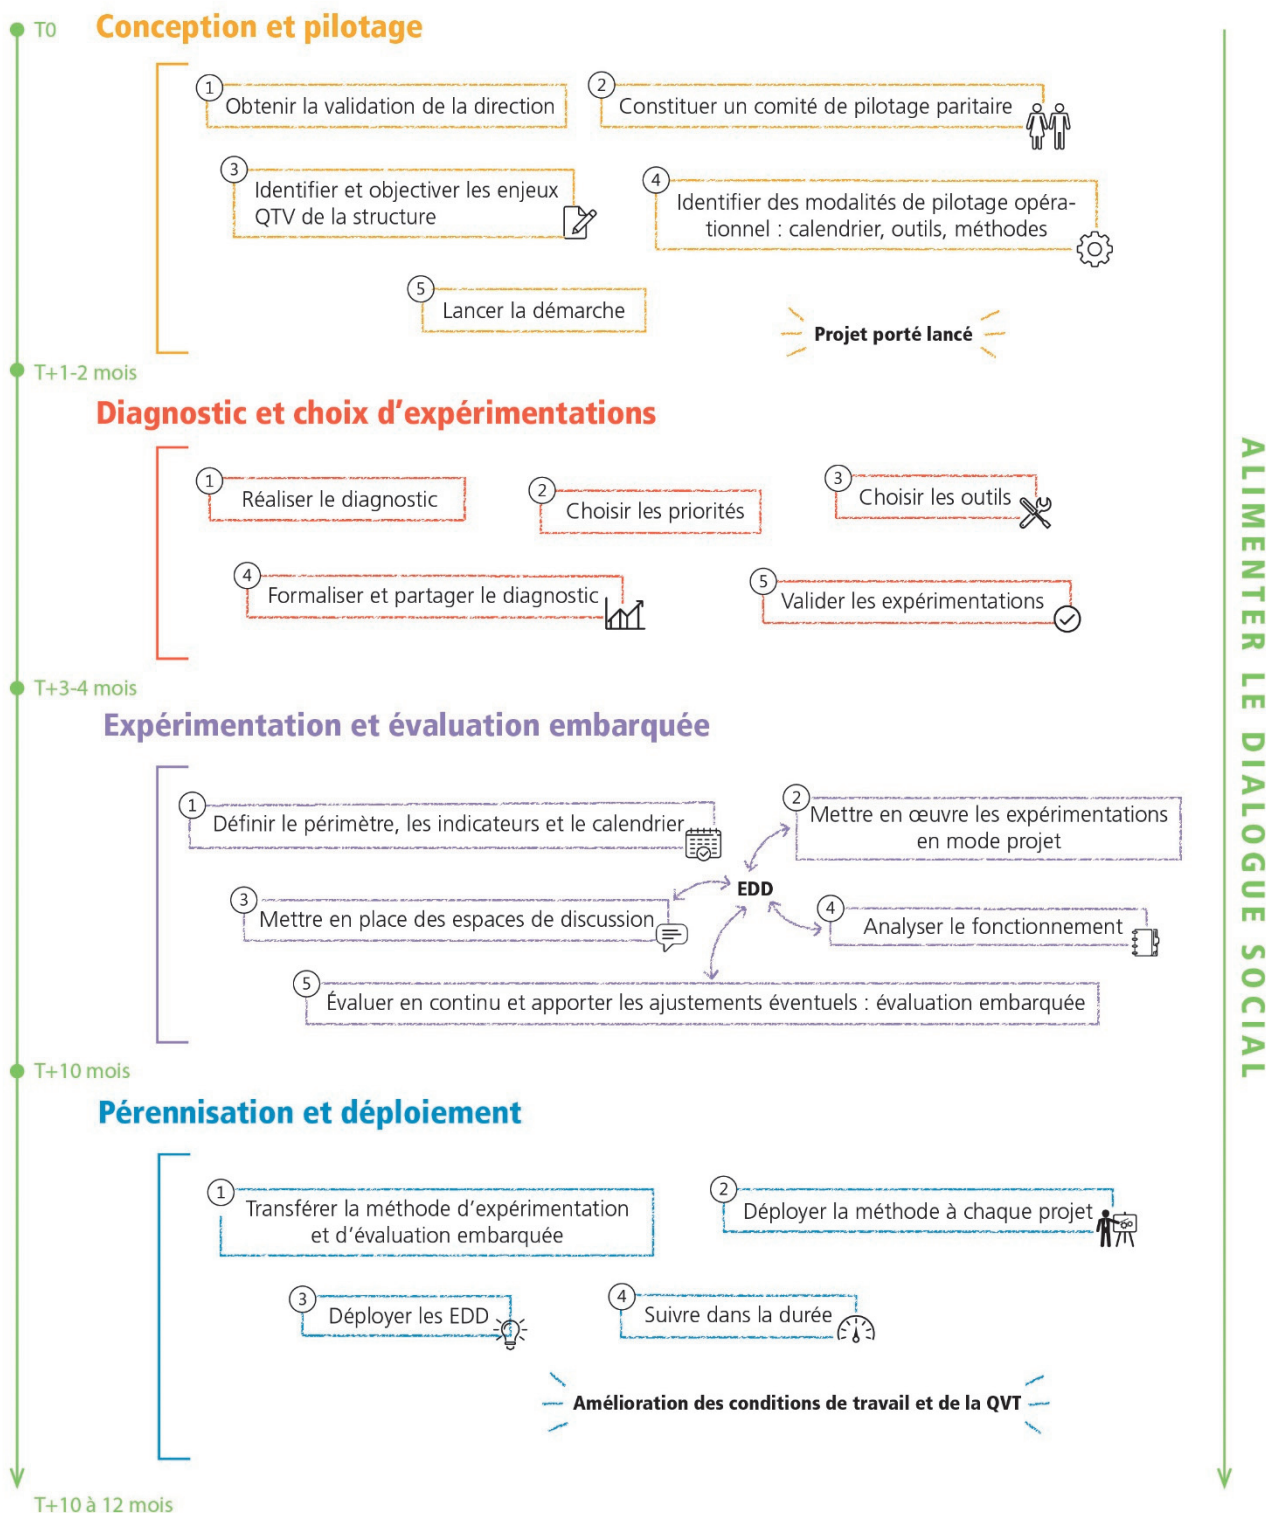 T0
Conception et pilotage
1
Obtenir la validation de la direction
2
Constituer un comité de pilotage paritaire
3
Identifier et objectiver les enjeux
QTV de la structure
4
Identifier des modalités de pilotage opéra-
tionnel : calendrier, outils, méthodes
5
Lancer la démarche
Projet porté lancé
T+1-2 mois
Diagnostic et choix d’expérimentations
1
Réaliser le diagnostic
2
Choisir les priorités
3
Choisir les outils
4
Formaliser et partager le diagnostic
5
Valider les expérimentations
T+3-4 mois
Expérimentation et évaluation embarquée
1
Définir le périmètre, les indicateurs et le calendrier
2
Mettre en œuvre les expérimentations
en mode projet
EDD
3
Mettre en place des espaces de discussion
4
Analyser le fonctionnement
5
Évaluer en continu et apporter les ajustements éventuels : évaluation embarquée
T+10 mois
Pérennisation et déploiement
1
Transférer la méthode d’expérimentation
et d’évaluation embarquée
2
Déployer la méthode à chaque projet
3
Déployer les EDD
4
Suivre dans la durée
Amélioration des conditions de travail et de la QVT
T+10 à 12 mois
ALIMENTER LE DIALOGUE SOCIAL